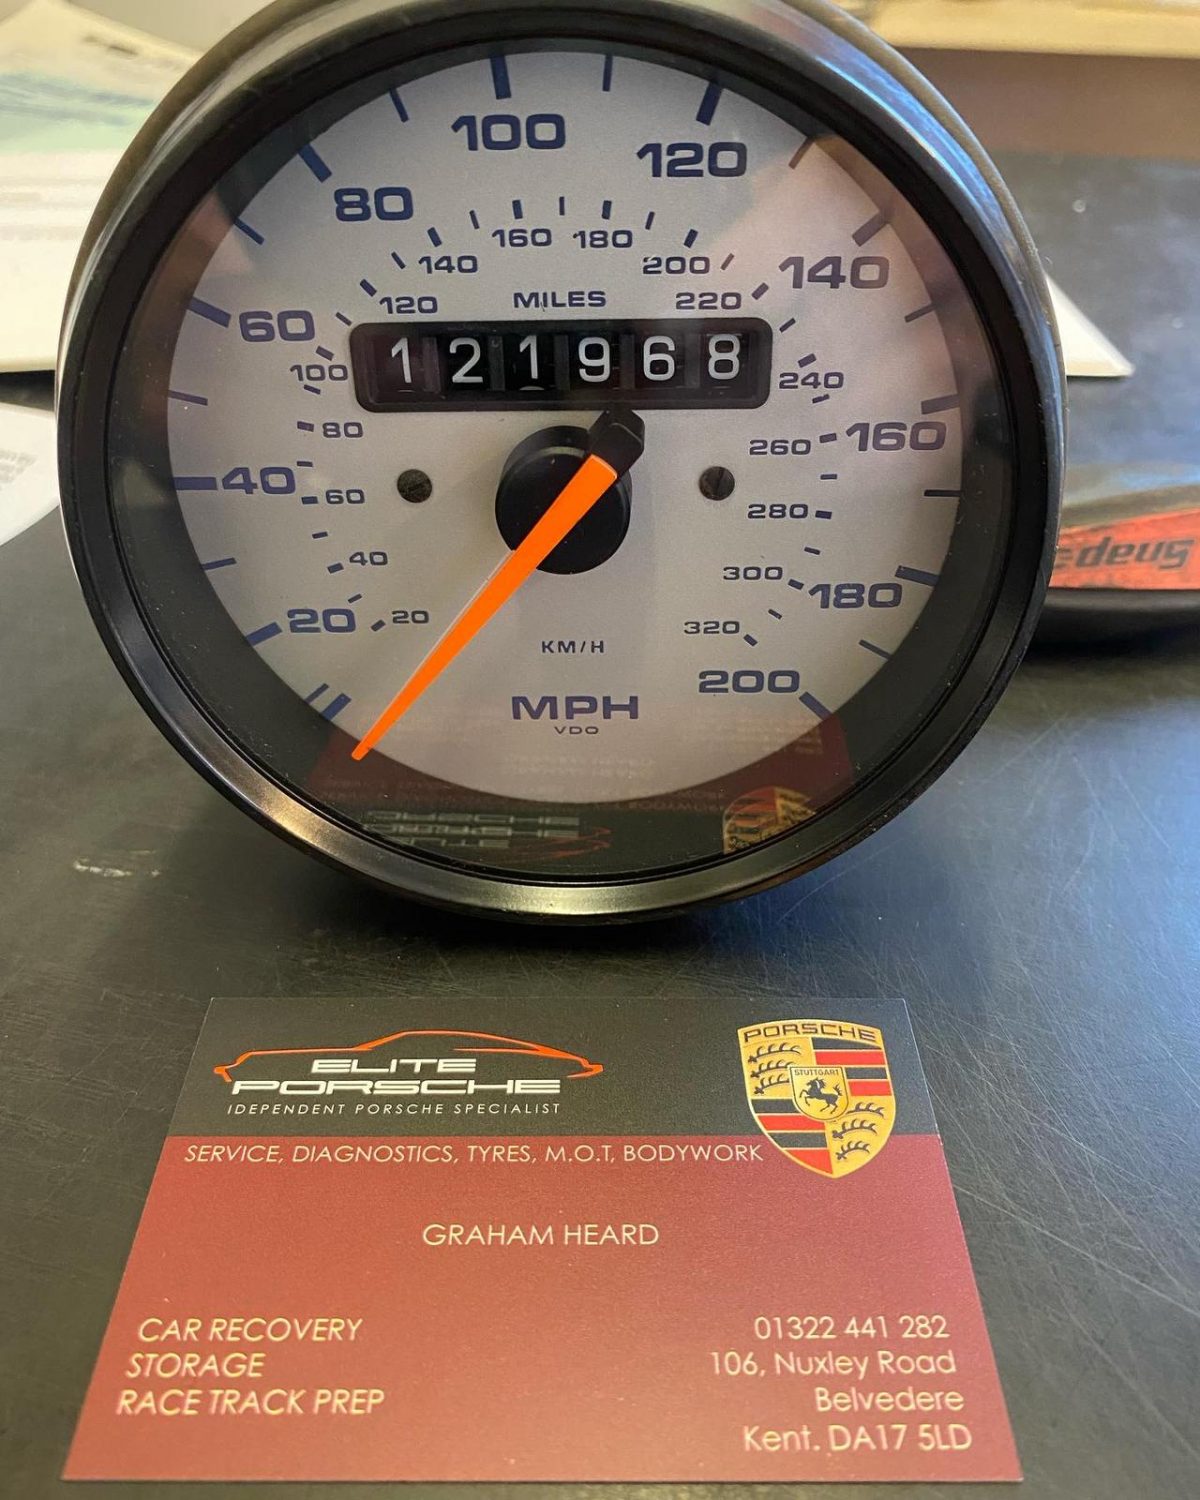 100
120
80
160 180
140
200
140
120
MILES
220
60
121968
100
240
80
260
160
40
60
280
40
300
180
20
20
320
KM/H
200
MPH
VDO
Snap
ELITE
PORSCHE
IDEPENDENT PORSCHE SPECIALIST
PORSCHE
STUTTGART
SERVICE, DIAGNOSTICS, TYRES, M.O.T, BODYWORK
GRAHAM HEARD
CAR RECOVERY
STORAGE
RACE TRACK PREP
01322 441 282
106, Nuxley Road
Belvedere
Kent. DA17 5LD